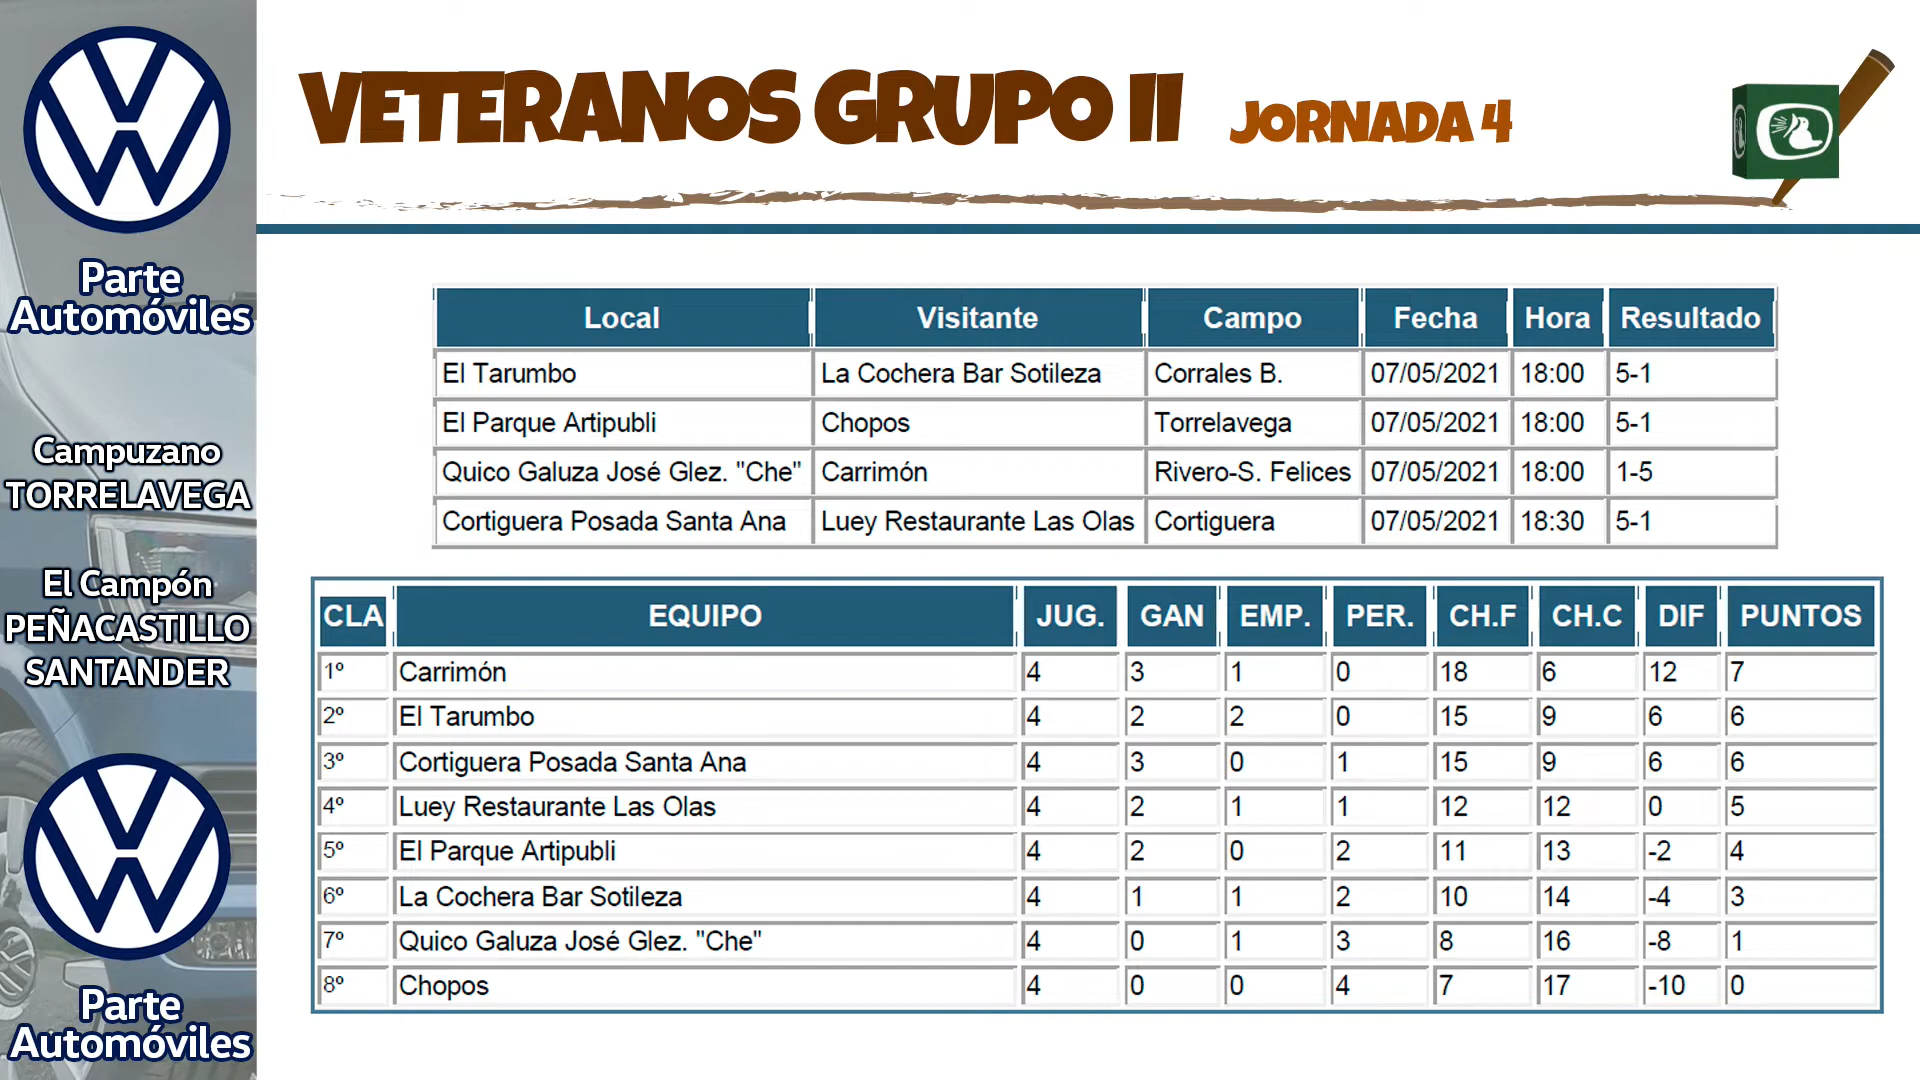 VETERANOS GRUPO II JORNADA 4
Parte
Automóviles
Campuzano
TORRELAVEGA
El Campón
PEÑACASTILLO
SANTANDER
Parte
Automóviles
Local Visitante Campo Fecha Hora Resultado
El Tarumbo La Cochera Bar Sotileza Corrales B. 07/05/2021 18:00 5-1
El Parque Artipubli Chopos Torrelavega 07/05/2021 18:00 5-1
Quico Galuza José Glez. "Che" Carrimón Rivero-S. Felices 07/05/2021 18:00 1-5
Cortiguera Posada Santa Ana Luey Restaurante Las Olas Cortiguera 07/05/2021 18:30 5-1
CLA EQUIPO JUG. GAN EMP. PER. CH.F CH.C DIF PUNTOS
1º Carrimón 4 3 1 0 18 6 12 7
2º El Tarumbo 4 2 2 0 15 9 6 6
3º Cortiguera Posada Santa Ana 4 3 0 1 15 9 6 6
4º Luey Restaurante Las Olas 4 2 1 1 12 12 0 5
5º El Parque Artipubli 4 2 0 2 11 13 -2 4
6º La Cochera Bar Sotileza 4 1 1 2 10 14 -4 3
7º Quico Galuza José Glez. "Che" 4 0 1 3 8 16 -8 1
8º Chopos 4 0 0 4 7 17 -10 0